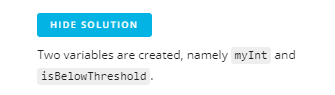 HIDE SOLUTION
Two variables are created, namely myInt and
isBelowThreshold.